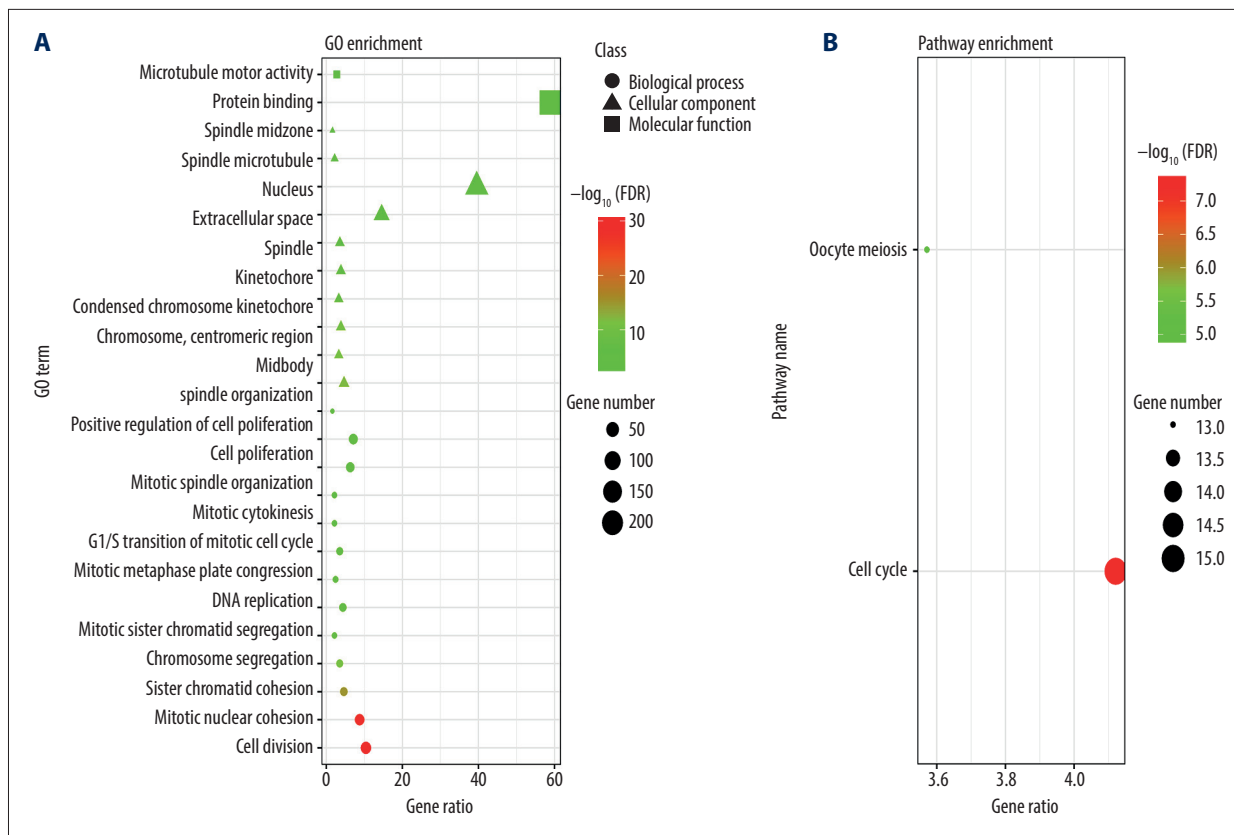 A
GO enrichment
GO term
Microtubule motor activity
Protein binding
Spindle midzone
Spindle microtubule
Nucleus
Extracellular space
Spindle
Kinetochore
Condensed chromosome kinetochore
Chromosome, centromeric region
Midbody
spindle organization
Positive regulation of cell poliferation
Cell poliferation
Mitotic spindle organization
Mitotic cytokinesis
G1/S transition of mitotic cell cycle
Mitotic metaphase plate congression
DNA replication
Mitotic sister chromatid segregation
Chromosome segregation
Sister chromatid cohesion
Mitotic nuclear cohesion
Cell division
0 20 40 60
Gene ratio
Class
Biological process
Cellular component
Molecular function
–log10 (FDR)
30
20
10
Gene number
50
100
150
200
B
Pathway enrichment
Pathway name
Oocyte meiosis
Cell cycle
3.6 3.8 4.0
Gene ratio
–log10 (FDR)
7.0
6.5
6.0
5.5
5.0
Gene number
13.0
13.5
14.0
14.5
15.0